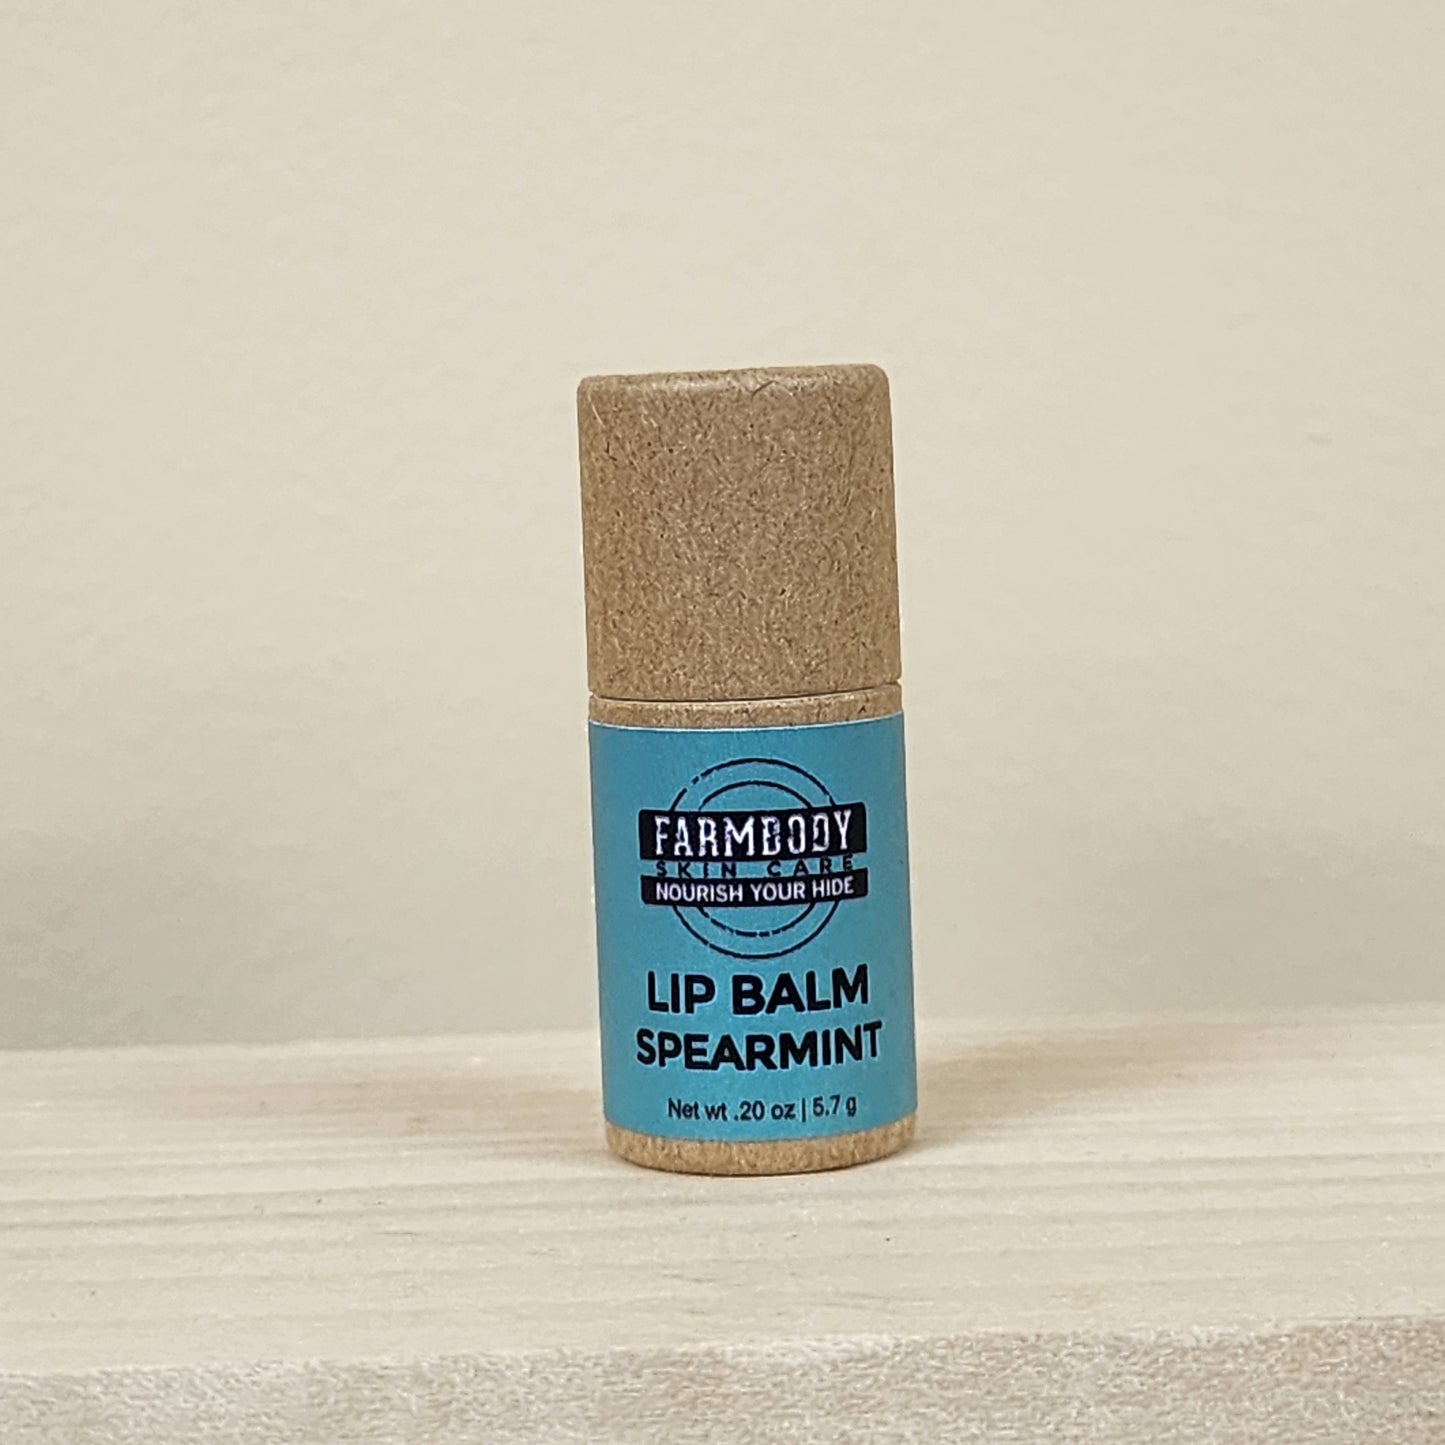 FARMBODY
SKIN CARE
NOURISH YOUR HIDE
LIP BALM
SPEARMINT
Net wt .20 oz | 5.7 g